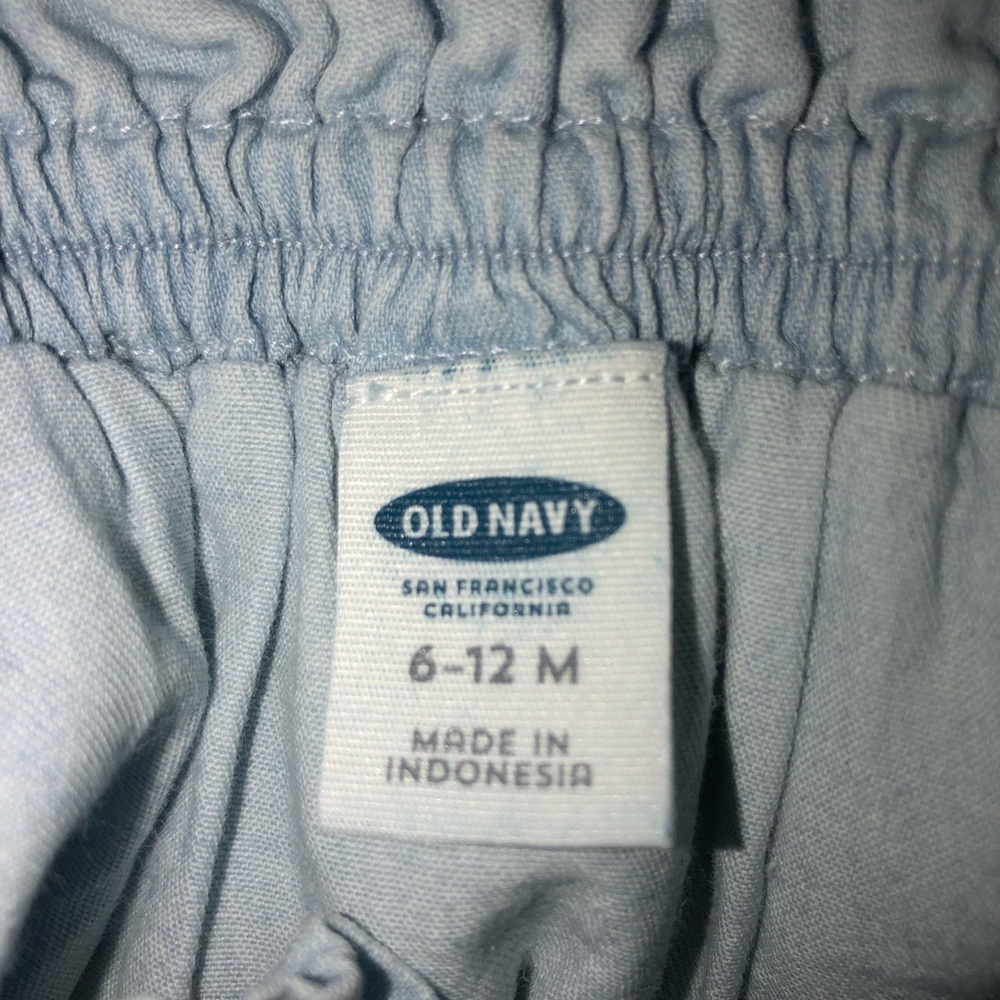 OLD NAVY
SAN FRANCISCO
CALIFORNIA
6-12 M
MADE IN
INDONESIA